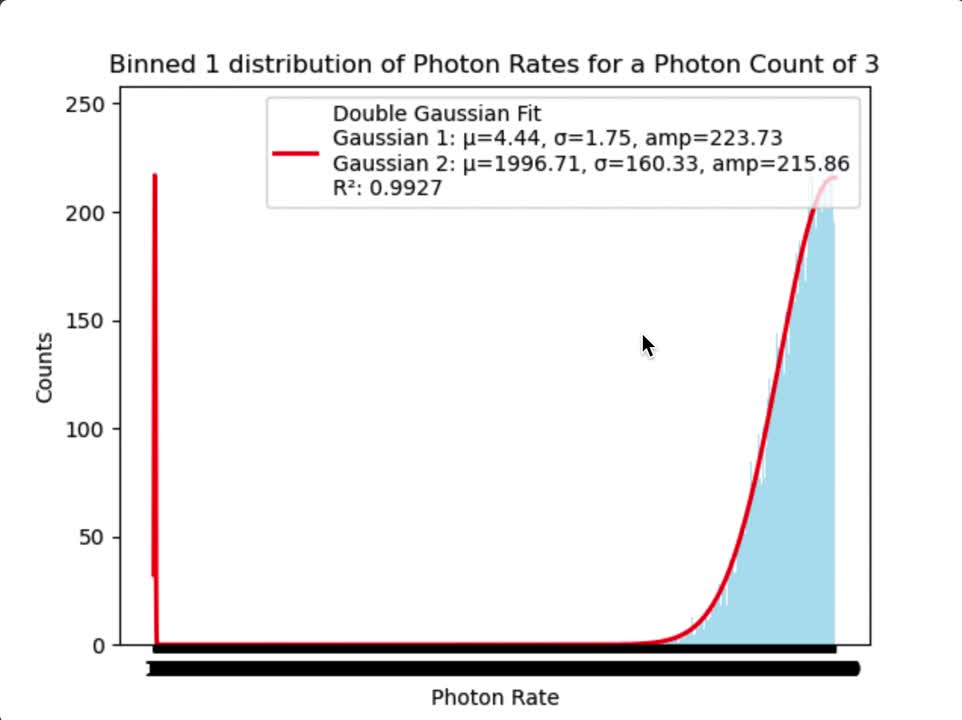 Binned 1 distribution of Photon Rates for a Photon Count of 3
250
200
150
100
50
0
Counts
Double Gaussian Fit
Gaussian 1: μ=4.44, σ=1.75, amp=223.73
Gaussian 2: μ=1996.71, σ=160.33, amp=215.86
R²: 0.9927
Photon Rate